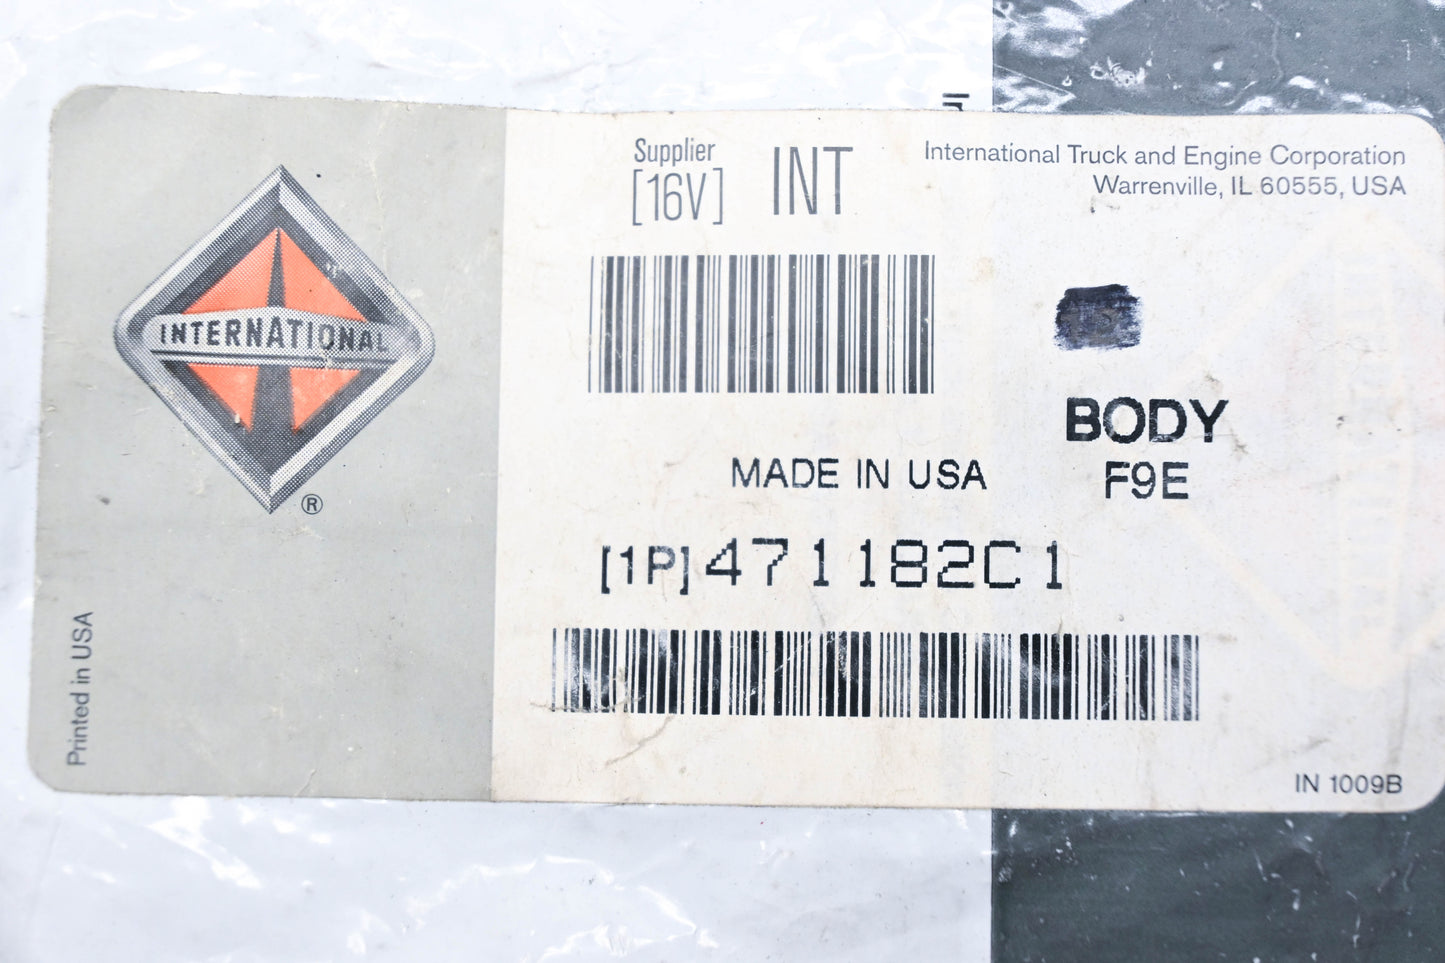 INTERNATIONAL
®
Printed in USA
Supplier
[16V] INT
International Truck and Engine Corporation
Warrenville, IL 60555, USA
BODY
F9E
MADE IN USA
[1P]471182C1
IN 1009B